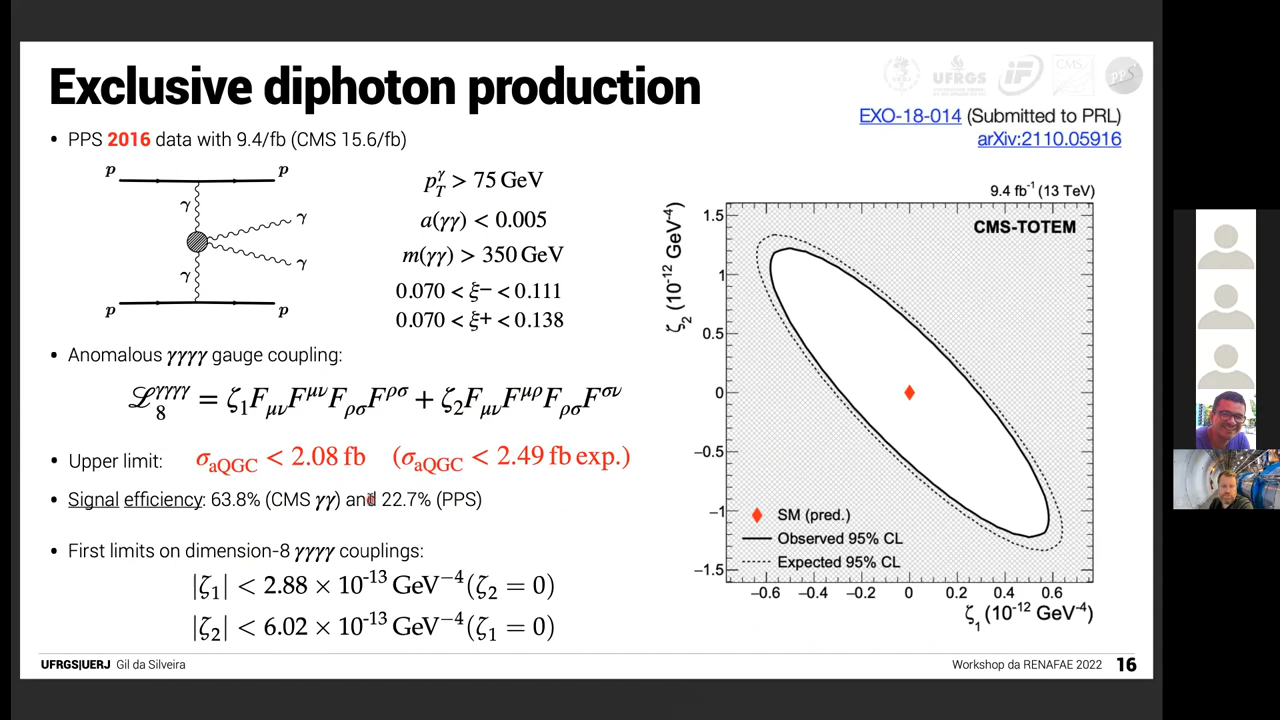 Exclusive diphoton production
UFRGS
iF
CMS
PPS
EXO-18-014 (Submitted to PRL)
arXiv:2110.05916
• PPS 2016 data with 9.4/fb (CMS 15.6/fb)
p
p
γ
γ
γ
γ
p
p
p_T^γ > 75 GeV
a(γγ) < 0.005
m(γγ) > 350 GeV
0.070 < ξ− < 0.111
0.070 < ξ+ < 0.138
• Anomalous γγγγ gauge coupling:
ℒ_8^γγγγ = ζ_1 F_μν F^μν F_ρσ F^ρσ + ζ_2 F_μν F^μρ F_ρσ F^σν
• Upper limit: σ_aQGC < 2.08 fb (σ_aQGC < 2.49 fb exp.)
• Signal efficiency: 63.8% (CMS γγ) and 22.7% (PPS)
• First limits on dimension-8 γγγγ couplings:
|ζ_1| < 2.88 × 10^-13 GeV^−4 (ζ_2 = 0)
|ζ_2| < 6.02 × 10^-13 GeV^−4 (ζ_1 = 0)
9.4 fb^-1 (13 TeV)
CMS-TOTEM
ζ_2 (10^-12 GeV^-4)
1.5
1
0.5
0
−0.5
−1
−1.5
SM (pred.)
Observed 95% CL
Expected 95% CL
−0.6 −0.4 −0.2 0 0.2 0.4 0.6
ζ_1 (10^-12 GeV^-4)
UFRGS|UERJ Gil da Silveira
Workshop da RENAFAE 2022 16